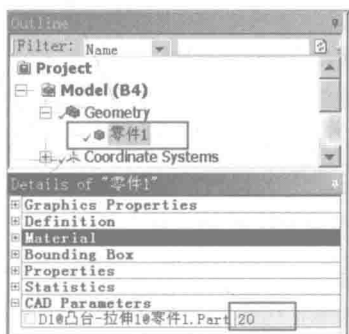 Outline
Filter: Name
Project
Model (B4)
Geometry
零件1
Coordinate Systems
Details of "零件1"
Graphics Properties
Definition
Material
Bounding Box
Properties
Statistics
CAD Parameters
D1@凸台-拉伸1@零件1.Part 20